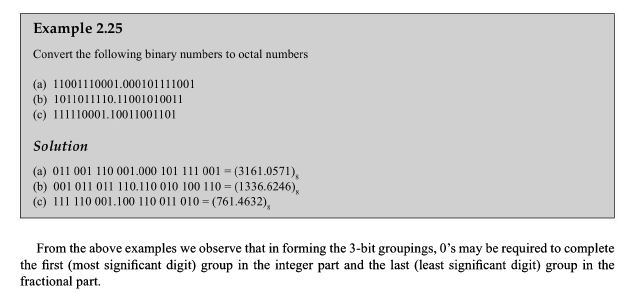 Example 2.25
Convert the following binary numbers to octal numbers
(a) 11001110001.000101111001
(b) 1011011110.11001010011
(c) 111110001.10011001101
Solution
(a) 011 001 110 001.000 101 111 001 = (3161.0571)₈
(b) 001 011 011 110.110 010 100 110 = (1336.6246)₈
(c) 111 110 001.100 110 011 010 = (761.4632)₈
From the above examples we observe that in forming the 3-bit groupings, 0's may be required to complete
the first (most significant digit) group in the integer part and the last (least significant digit) group in the
fractional part.